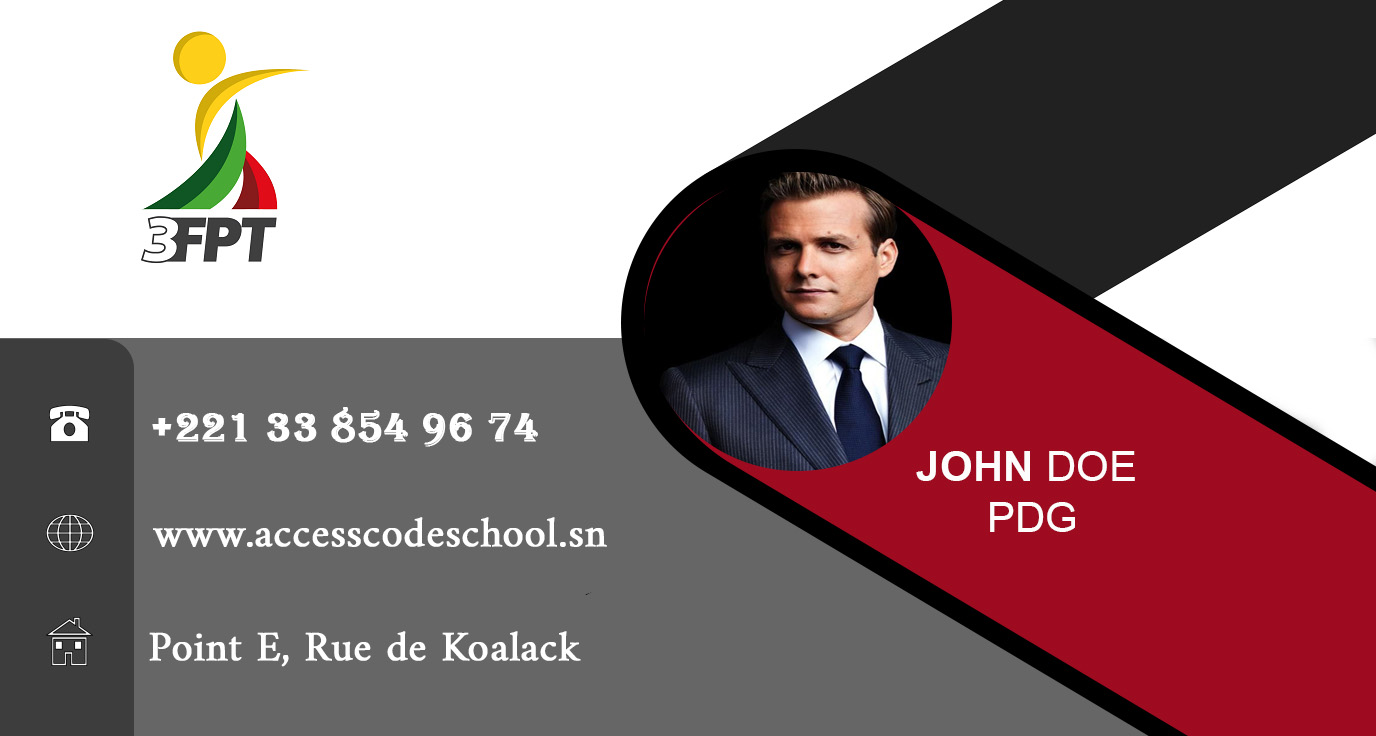 3FPT
+221 33 854 96 74
www.accesscodeschool.sn
Point E, Rue de Koalack
JOHN DOE
PDG